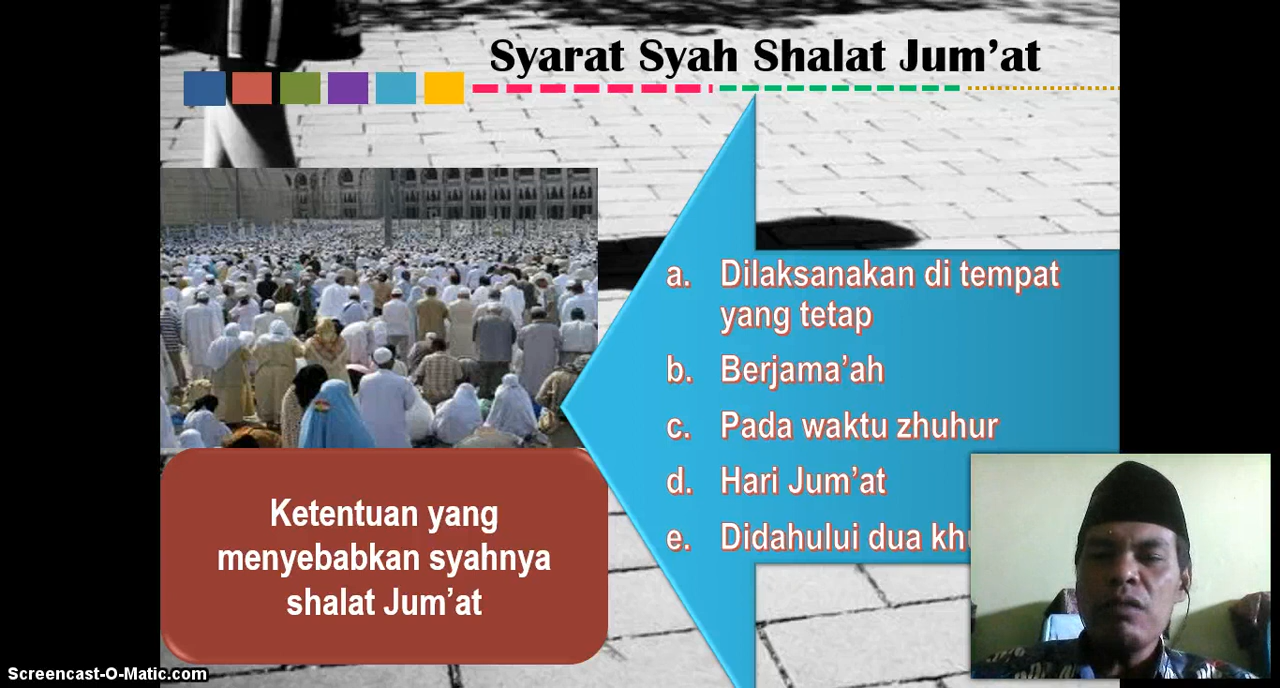 Syarat Syah Shalat Jum'at
a. Dilaksanakan di tempat
yang tetap
b. Berjama'ah
c. Pada waktu zhuhur
d. Hari Jum'at
e. Didahului dua
Ketentuan yang
menyebabkan syahnya
shalat Jum'at
Screencast-O-Matic.com